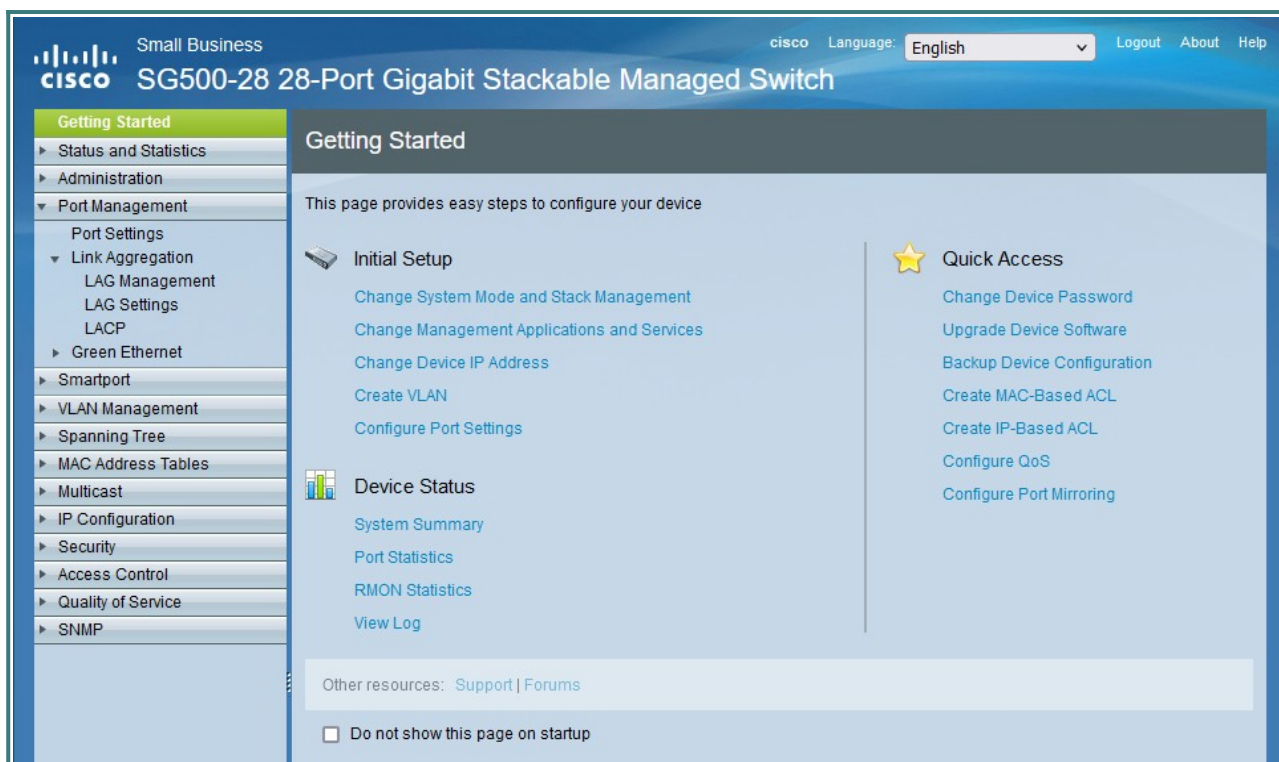 Small Business
cisco Language: English Logout About Help
cisco SG500-28 28-Port Gigabit Stackable Managed Switch
Getting Started
Status and Statistics
Administration
Port Management
Port Settings
Link Aggregation
LAG Management
LAG Settings
LACP
Green Ethernet
Smartport
VLAN Management
Spanning Tree
MAC Address Tables
Multicast
IP Configuration
Security
Access Control
Quality of Service
SNMP
Getting Started
This page provides easy steps to configure your device
Initial Setup
Change System Mode and Stack Management
Change Management Applications and Services
Change Device IP Address
Create VLAN
Configure Port Settings
Device Status
System Summary
Port Statistics
RMON Statistics
View Log
Quick Access
Change Device Password
Upgrade Device Software
Backup Device Configuration
Create MAC-Based ACL
Create IP-Based ACL
Configure QoS
Configure Port Mirroring
Other resources: Support | Forums
Do not show this page on startup